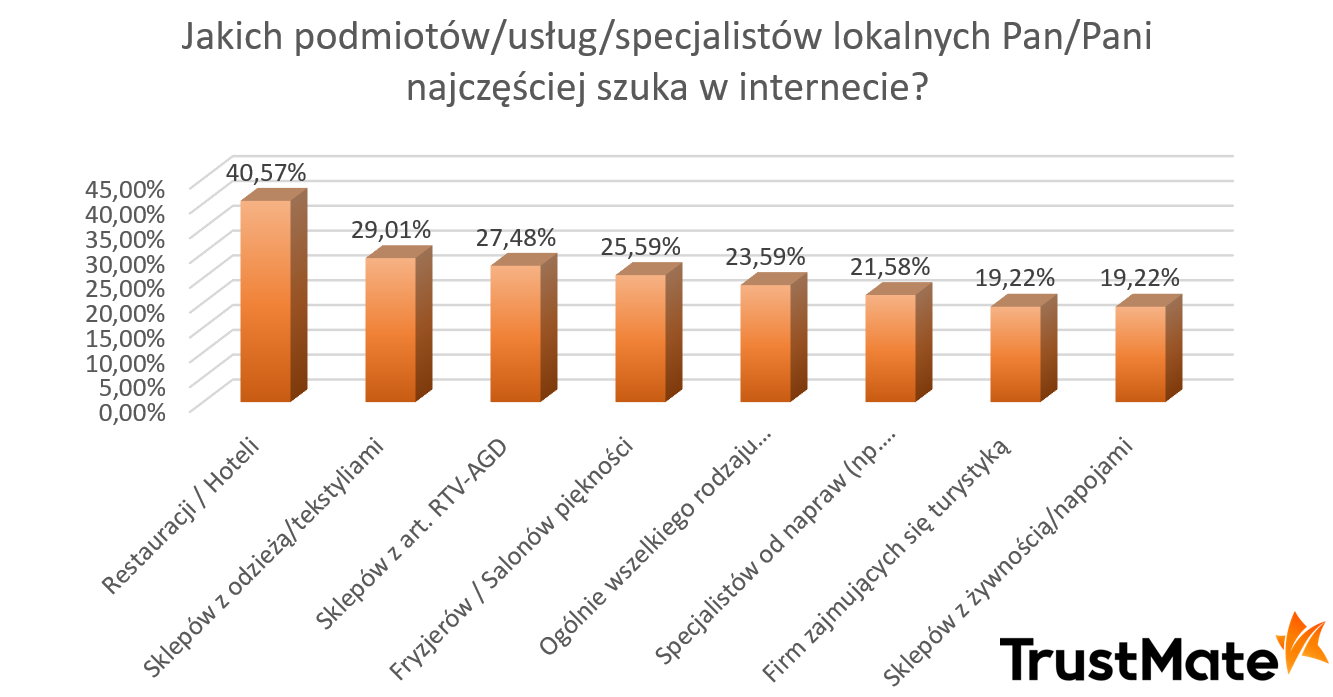 Jakich podmiotów/usług/specjalistów lokalnych Pan/Pani
najczęściej szuka w internecie?
45,00%
40,00%
35,00%
30,00%
25,00%
20,00%
15,00%
10,00%
5,00%
0,00%
40,57%
29,01%
27,48%
25,59%
23,59%
21,58%
19,22%
19,22%
Restauracji / Hoteli
Sklepów z odzieżą/tekstyliami
Sklepów z art. RTV-AGD
Fryzjerów / Salonów piękności
Ogólnie wszelkiego rodzaju...
Specjalistów od napraw (np....
Firm zajmujących się turystyką
Sklepów z żywnością/napojami
TrustMate